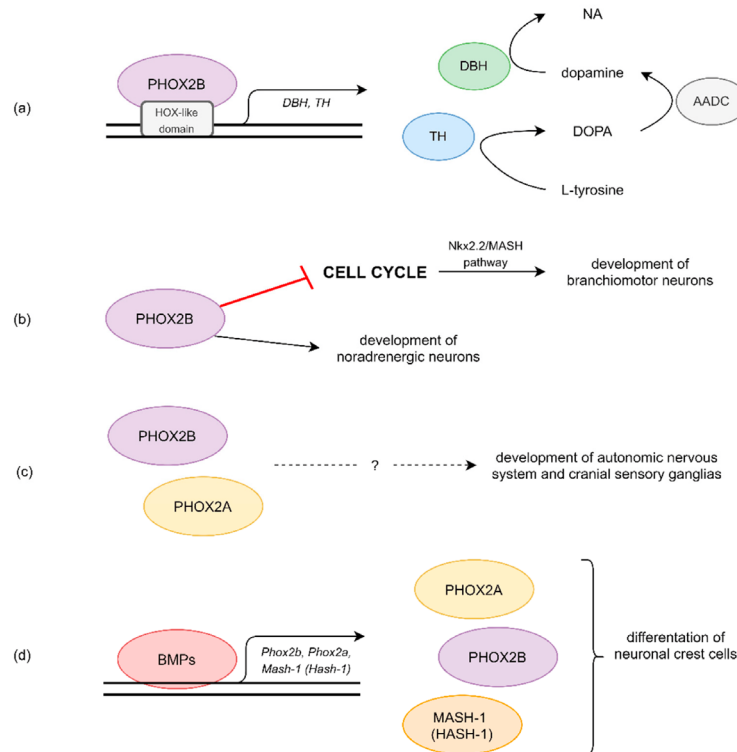 (a)
PHOX2B
HOX-like
domain
DBH, TH
NA
DBH
dopamine
AADC
TH
DOPA
L-tyrosine
(b)
PHOX2B
CELL CYCLE
Nkx2.2/MASH
pathway
development of
branchiomotor neurons
development of
noradrenergic neurons
(c)
PHOX2B
PHOX2A
?
development of autonomic nervous
system and cranial sensory ganglias
(d)
BMPs
Phox2b, Phox2a,
Mash-1 (Hash-1)
PHOX2A
PHOX2B
MASH-1
(HASH-1)
differentation of
neuronal crest cells